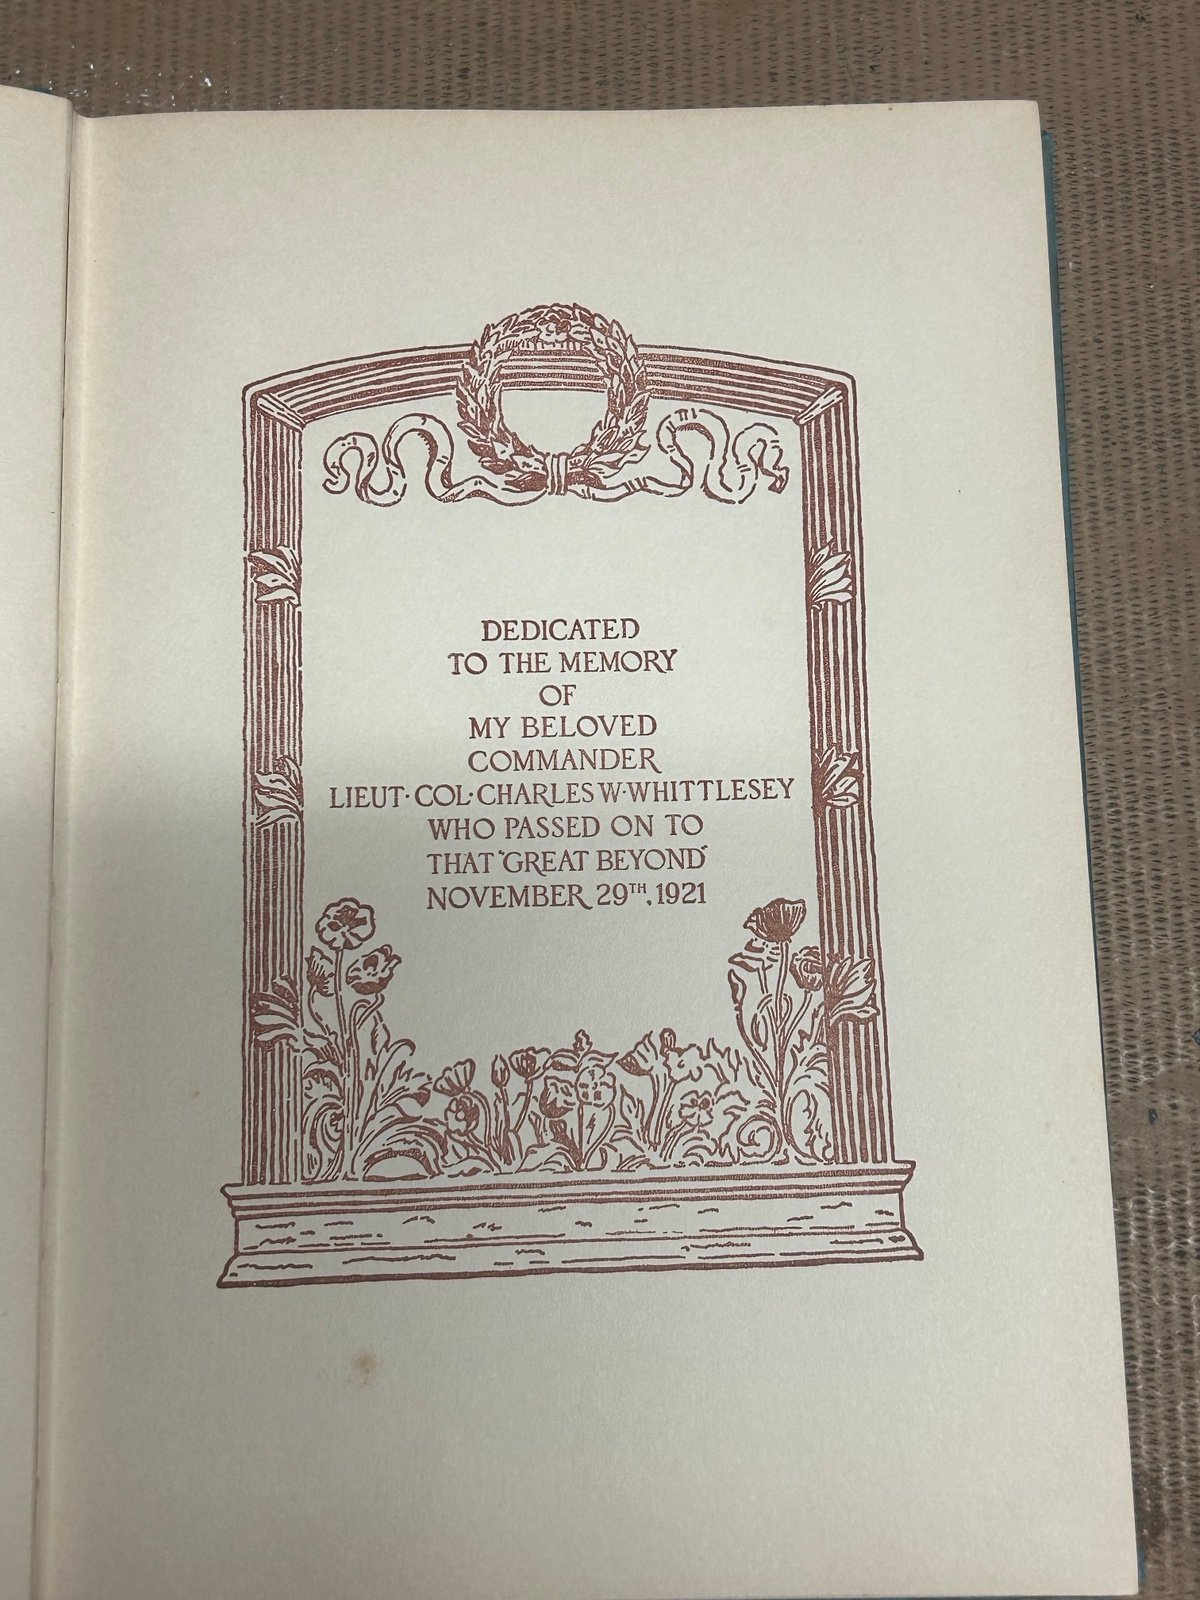 DEDICATED
TO THE MEMORY
OF
MY BELOVED
COMMANDER
LIEUT· COL· CHARLES W· WHITTLESEY
WHO PASSED ON TO
THAT "GREAT BEYOND"
NOVEMBER 29TH, 1921